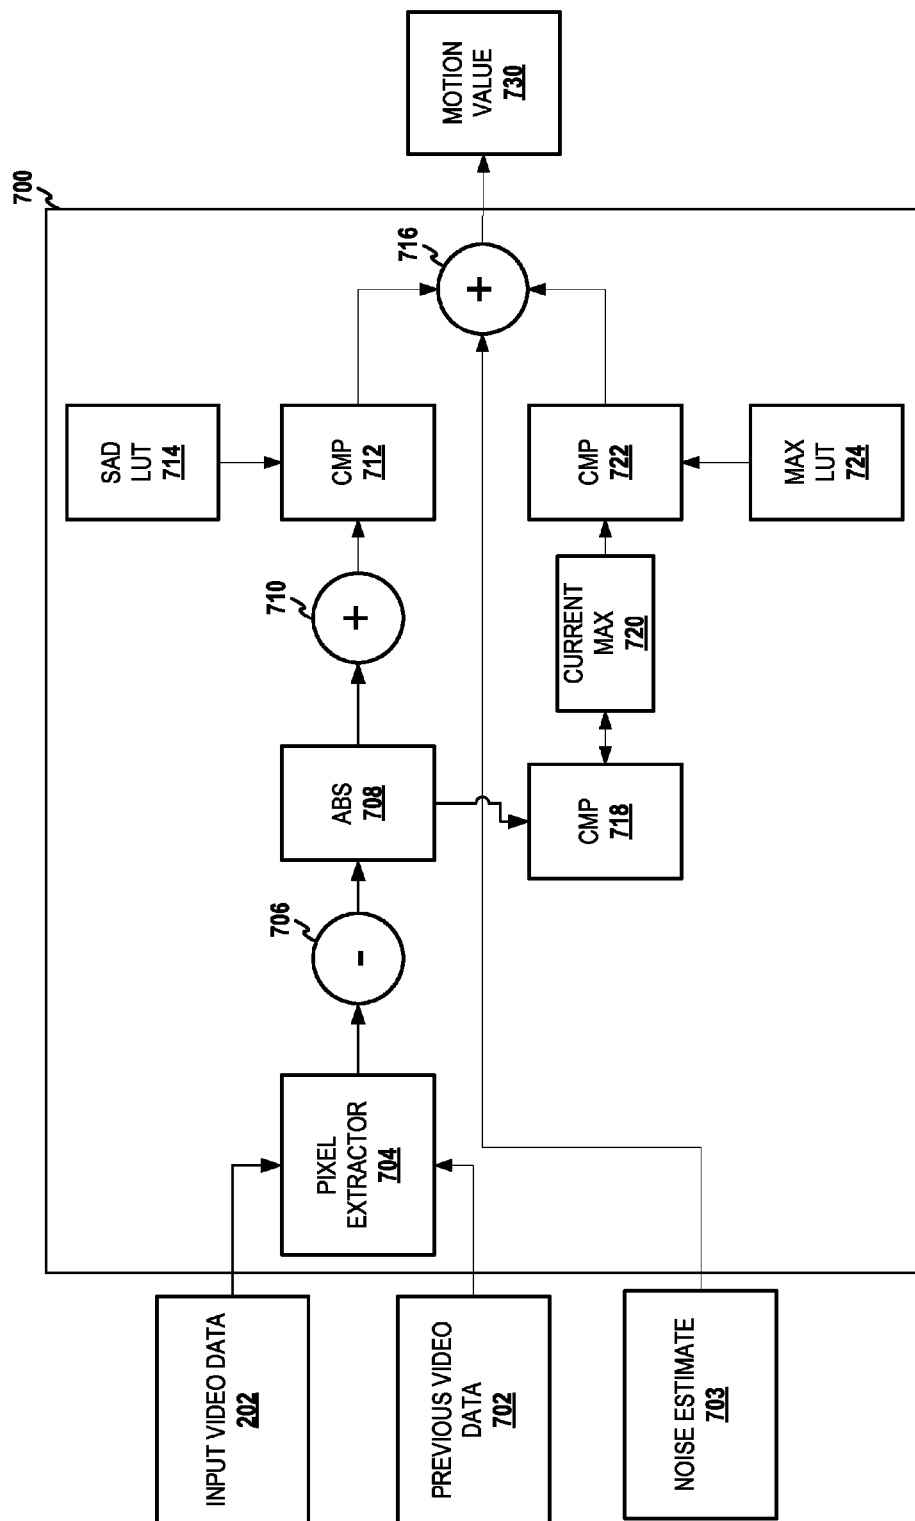 700
INPUT VIDEO DATA
202
PREVIOUS VIDEO
DATA
702
NOISE ESTIMATE
703
PIXEL
EXTRACTOR
704
706
-
ABS
708
710
+
SAD
LUT
714
CMP
712
CMP
718
CURRENT
MAX
720
CMP
722
MAX
LUT
724
716
+
MOTION
VALUE
730